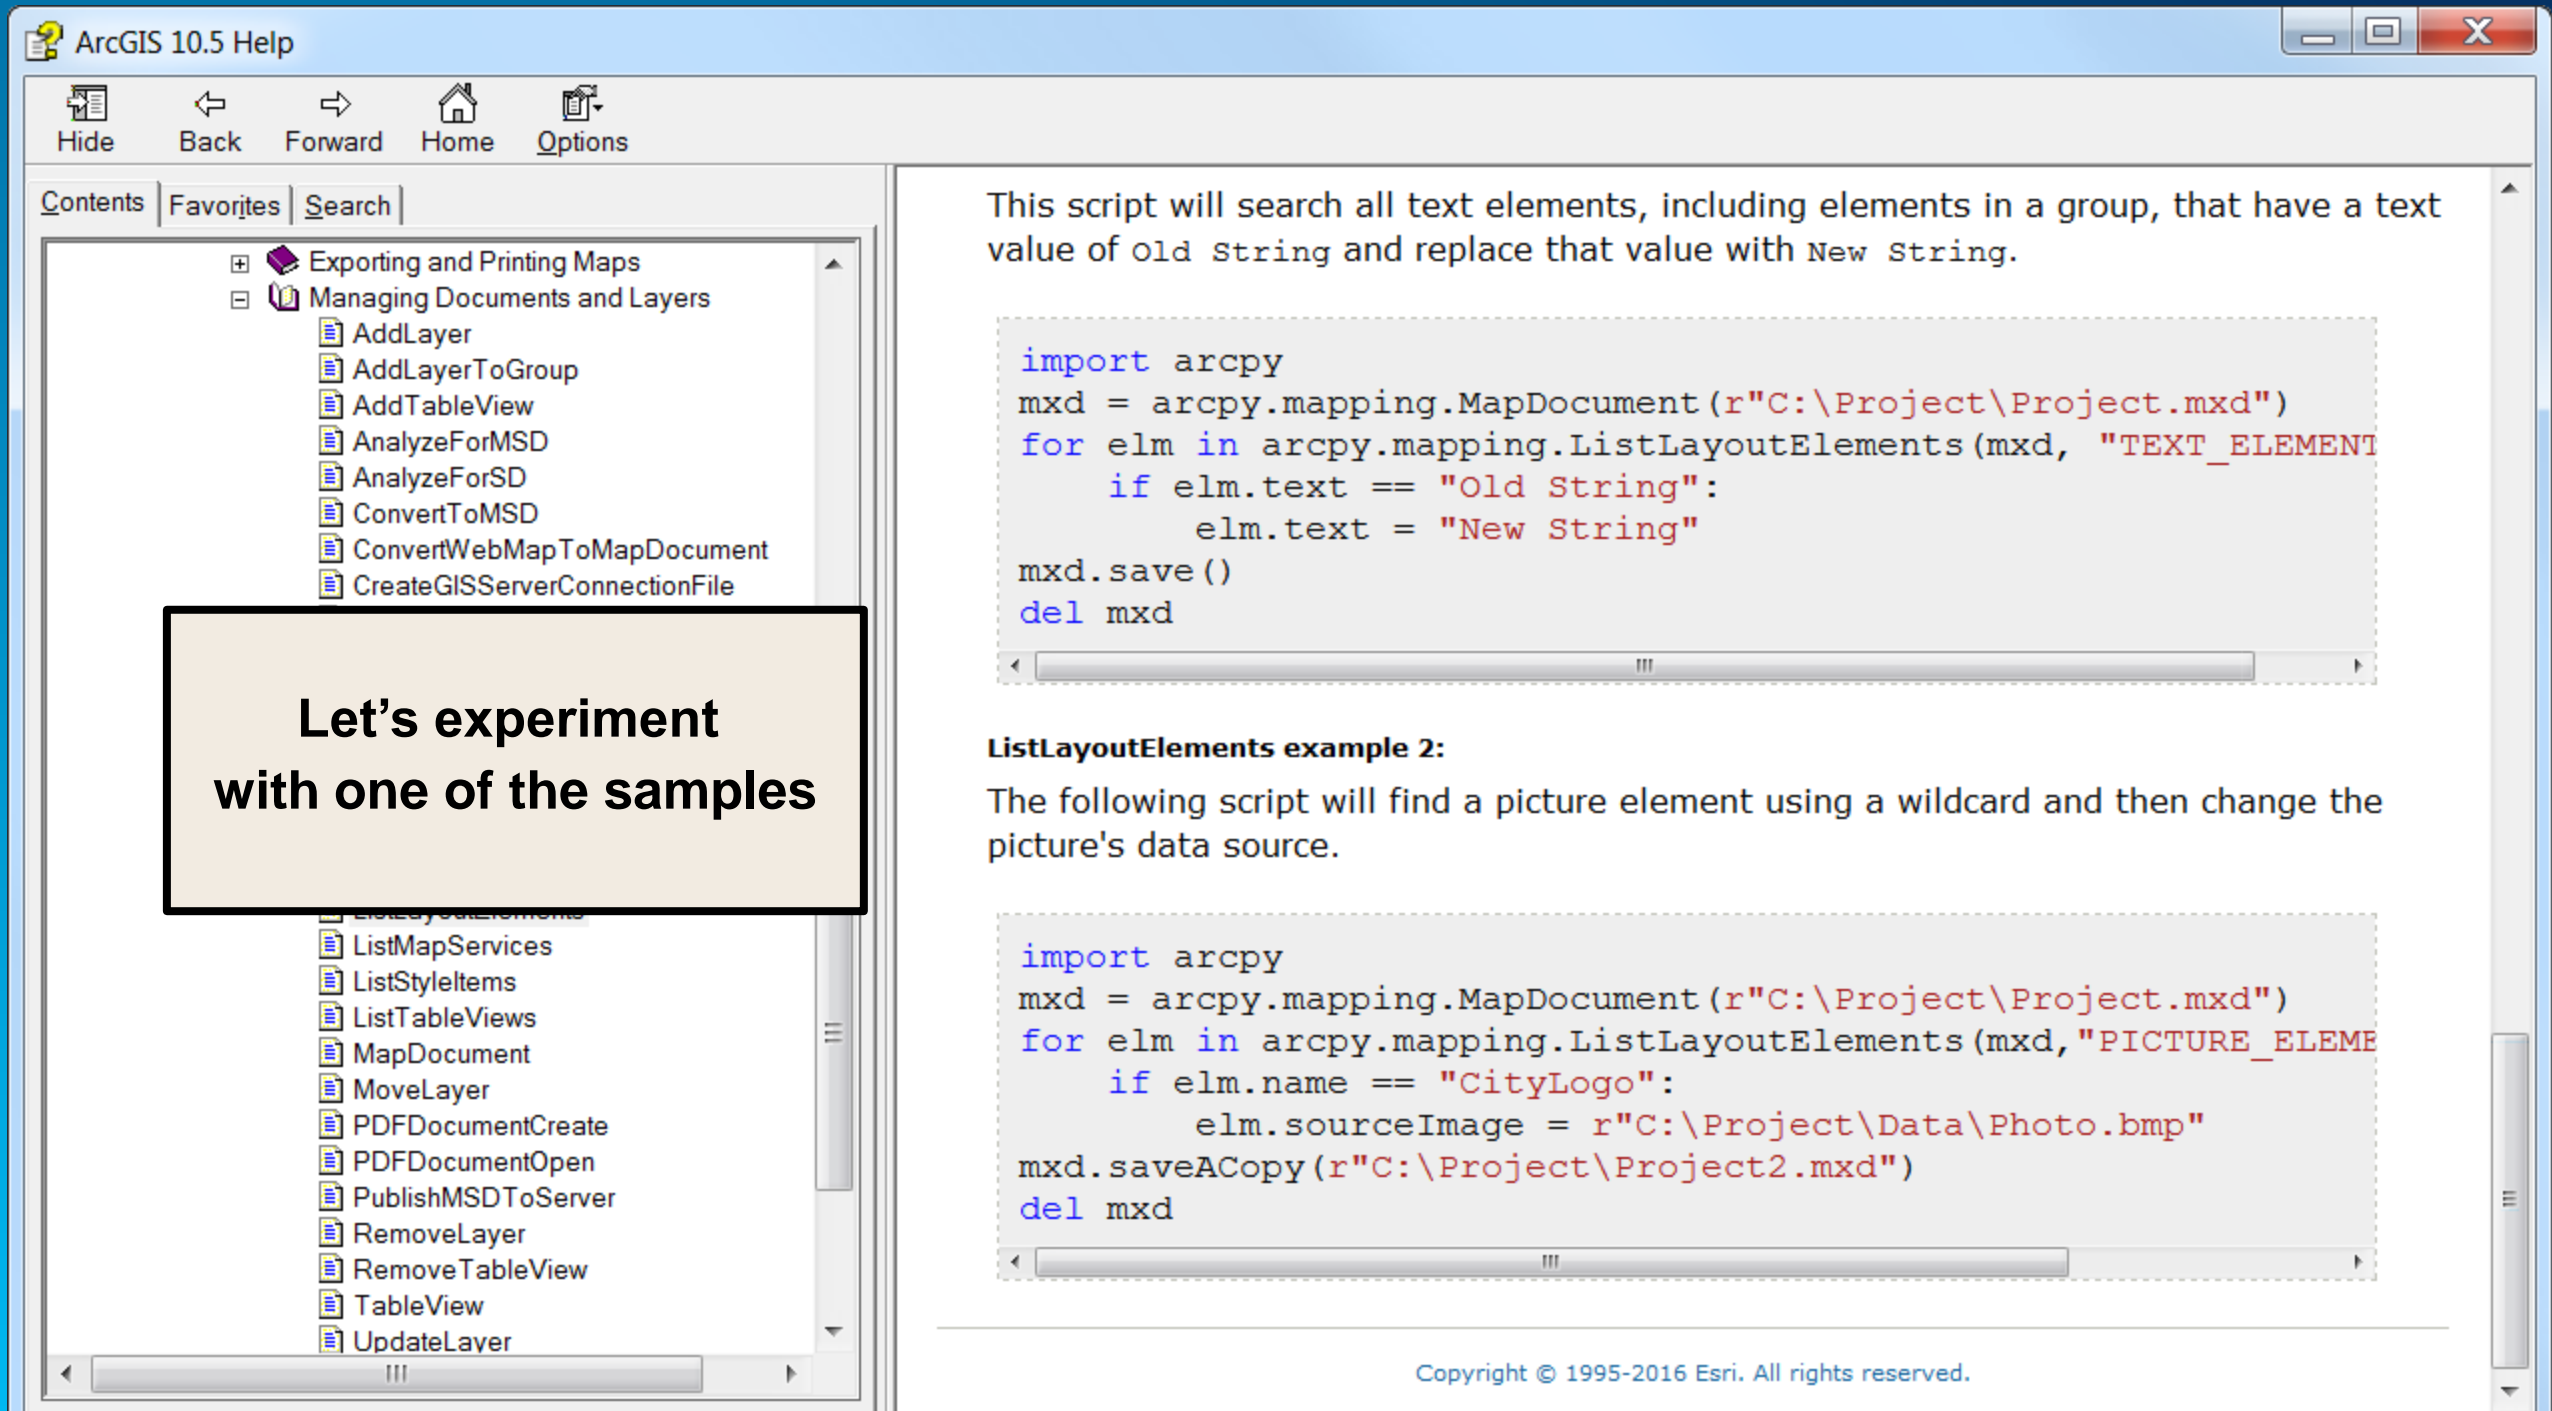 ArcGIS 10.5 Help
Hide Back Forward Home Options
Contents Favorites Search
Exporting and Printing Maps
Managing Documents and Layers
AddLayer
AddLayerToGroup
AddTableView
AnalyzeForMSD
AnalyzeForSD
ConvertToMSD
ConvertWebMapToMapDocument
CreateGISServerConnectionFile
Let’s experiment
with one of the samples
ListLayoutElements
ListMapServices
ListStyleItems
ListTableViews
MapDocument
MoveLayer
PDFDocumentCreate
PDFDocumentOpen
PublishMSDToServer
RemoveLayer
RemoveTableView
TableView
UpdateLayer
This script will search all text elements, including elements in a group, that have a text
value of Old String and replace that value with New String.
import arcpy
mxd = arcpy.mapping.MapDocument(r"C:\Project\Project.mxd")
for elm in arcpy.mapping.ListLayoutElements(mxd, "TEXT_ELEMENT
    if elm.text == "Old String":
        elm.text = "New String"
mxd.save()
del mxd
ListLayoutElements example 2:
The following script will find a picture element using a wildcard and then change the
picture's data source.
import arcpy
mxd = arcpy.mapping.MapDocument(r"C:\Project\Project.mxd")
for elm in arcpy.mapping.ListLayoutElements(mxd,"PICTURE_ELEME
    if elm.name == "CityLogo":
        elm.sourceImage = r"C:\Project\Data\Photo.bmp"
mxd.saveACopy(r"C:\Project\Project2.mxd")
del mxd
Copyright © 1995-2016 Esri. All rights reserved.